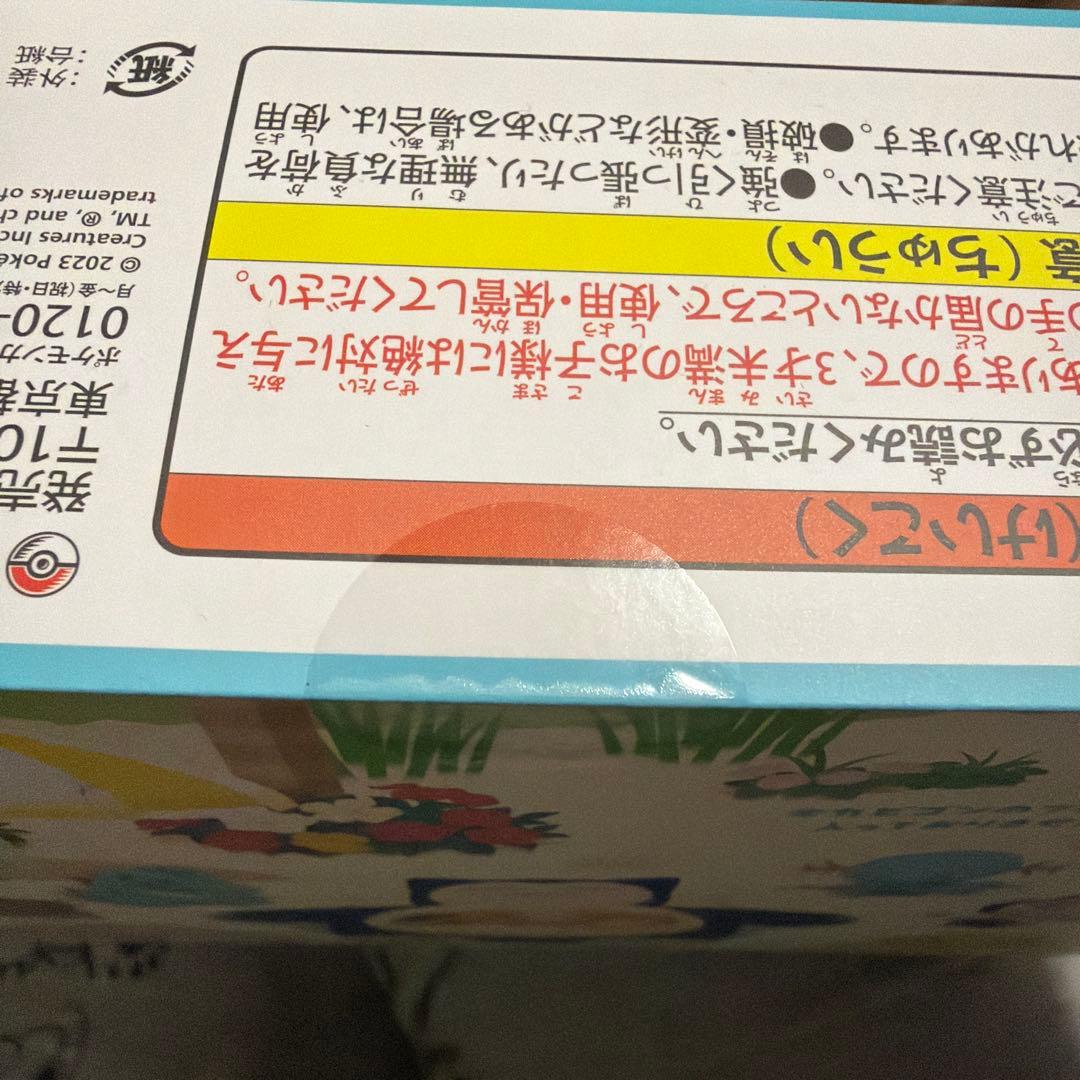 (けいこく)
必ずお読みください。
ありますので、3才未満のお子様には絶対に与え
の手の届かないところで、使用・保管してください。
意(ちゅうい)
ご注意ください。●強く引っ張ったり、無理な負荷を
れがあります。●破損・変形などがある場合は、使用
発売
〒10
東京都
ポケモンカ
0120-
月〜金(祝日・特
© 2023 Poké
Creatures Inc
TM, ®, and ch
trademarks of
紙
外装:
台紙: